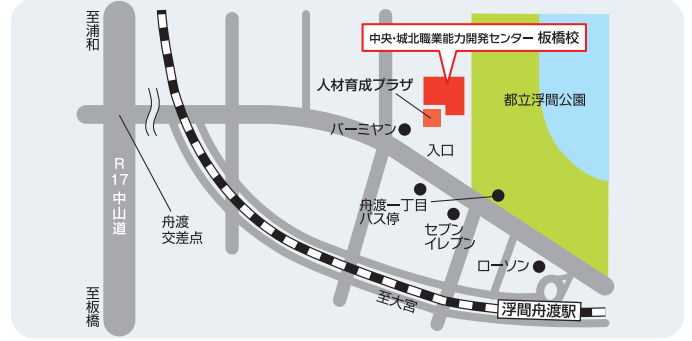 至浦和
中央・城北職業能力開発センター 板橋校
人材育成プラザ
都立浮間公園
バーミヤン
入口
R
17
中山道
舟渡
交差点
舟渡一丁目
バス停
セブン
イレブン
ローソン
至大宮
浮間舟渡駅
至板橋